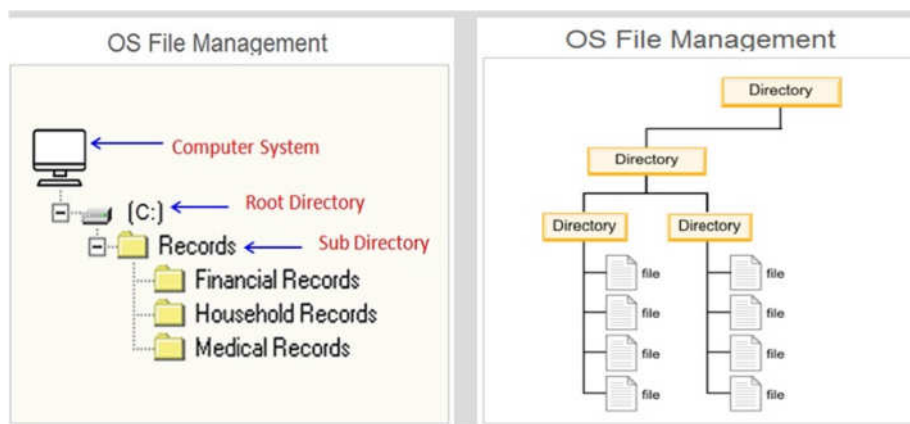 OS File Management
Computer System
(C:)
Root Directory
Records
Sub Directory
Financial Records
Household Records
Medical Records
OS File Management
Directory
Directory
Directory
Directory
file
file
file
file
file
file
file
file